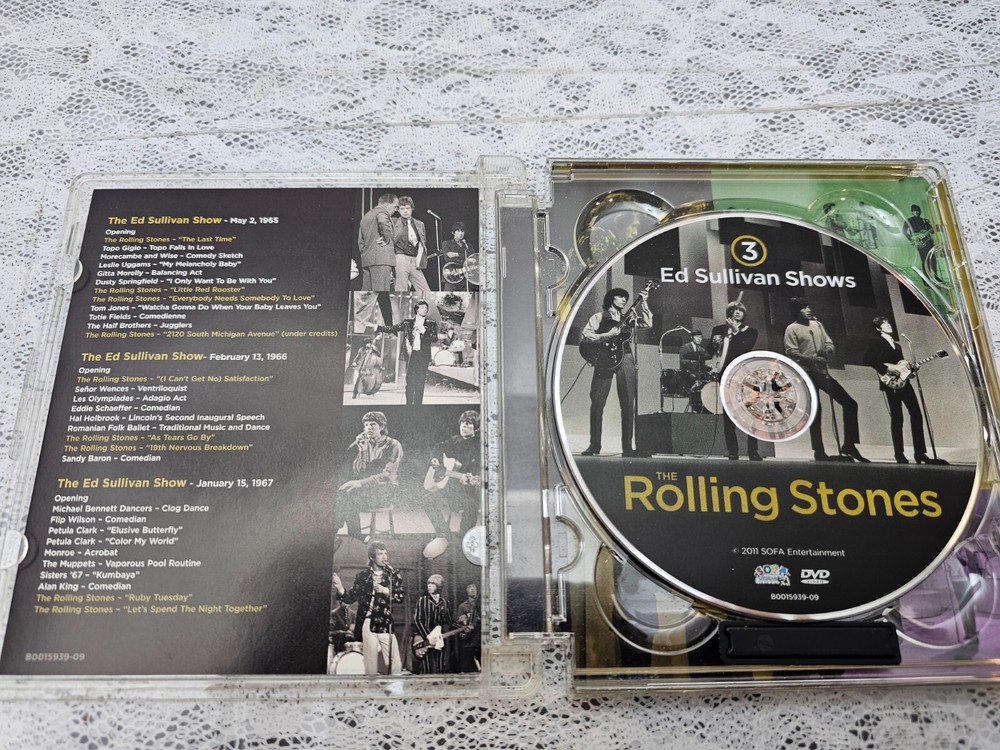 The Ed Sullivan Show - May 2, 1965
Opening
The Rolling Stones - "The Last Time"
Topo Gigio - Topo Falls In Love
Morecambe and Wise - Comedy Sketch
Leslie Uggams - "My Melancholy Baby"
Gitta Morelly - Balancing Act
Dusty Springfield - "I Only Want To Be With You"
The Rolling Stones - "Little Red Rooster"
The Rolling Stones - "Everybody Needs Somebody To Love"
Tom Jones - "Watcha Gonna Do When Your Baby Leaves You"
Totie Fields - Comedienne
The Half Brothers - Jugglers
The Rolling Stones - "2120 South Michigan Avenue" (under credits)
The Ed Sullivan Show- February 13, 1966
Opening
The Rolling Stones - "(I Can't Get No) Satisfaction"
Señor Wences - Ventriloquist
Les Olympiades - Adagio Act
Eddie Schaeffer - Comedian
Hal Holbrook - Lincoln's Second Inaugural Speech
Romanian Folk Ballet - Traditional Music and Dance
The Rolling Stones - "As Tears Go By"
The Rolling Stones - "19th Nervous Breakdown"
Sandy Baron - Comedian
The Ed Sullivan Show - January 15, 1967
Opening
Michael Bennett Dancers - Clog Dance
Flip Wilson - Comedian
Petula Clark - "Elusive Butterfly"
Petula Clark - "Color My World"
Monroe - Acrobat
The Muppets - Vaporous Pool Routine
Sisters '67 - "Kumbaya"
Alan King - Comedian
The Rolling Stones - "Ruby Tuesday"
The Rolling Stones - "Let's Spend The Night Together"
B0015939-09
3
Ed Sullivan Shows
THE
Rolling Stones
© 2011 SOFA Entertainment
SOFA
DVD
VIDEO
B0015939-09